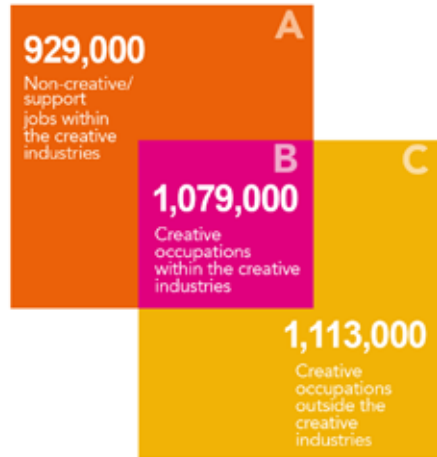 A
929,000
Non-creative/
support
jobs within
the creative
industries
B
1,079,000
Creative
occupations
within the creative
industries
C
1,113,000
Creative
occupations
outside the
creative
industries